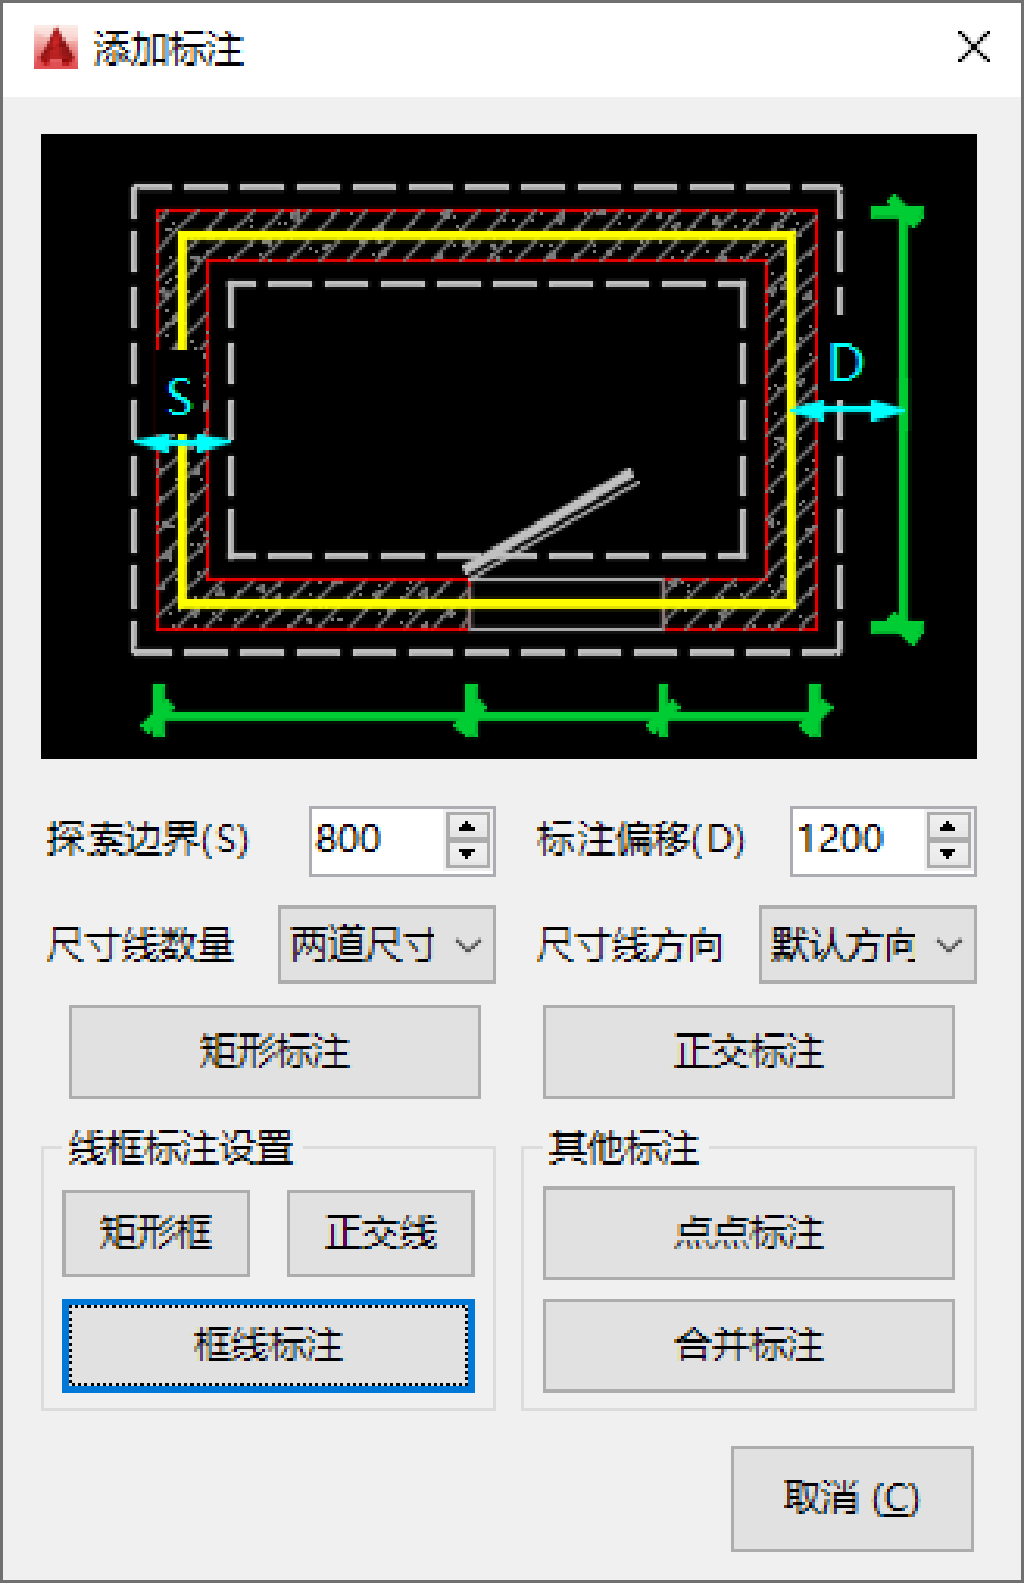 添加标注
D
S
探索边界(S) 800 标注偏移(D) 1200
尺寸线数量 两道尺寸 尺寸线方向 默认方向
矩形标注 正交标注
线框标注设置 其他标注
矩形框 正交线 点点标注
框线标注 合并标注
取消 (C)